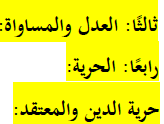 ثالثًا: العدل والمساواة:
رابعًا: الحرية:
حرية الدين والمعتقد: